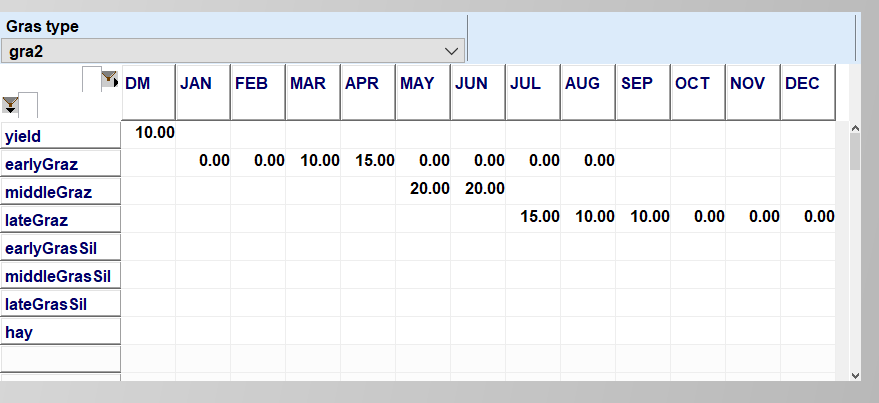 Gras type
gra2
DM JAN FEB MAR APR MAY JUN JUL AUG SEP OCT NOV DEC
yield 10.00
earlyGraz 0.00 0.00 10.00 15.00 0.00 0.00 0.00 0.00
middleGraz 20.00 20.00
lateGraz 15.00 10.00 10.00 0.00 0.00 0.00
earlyGrasSil
middleGrasSil
lateGrasSil
hay